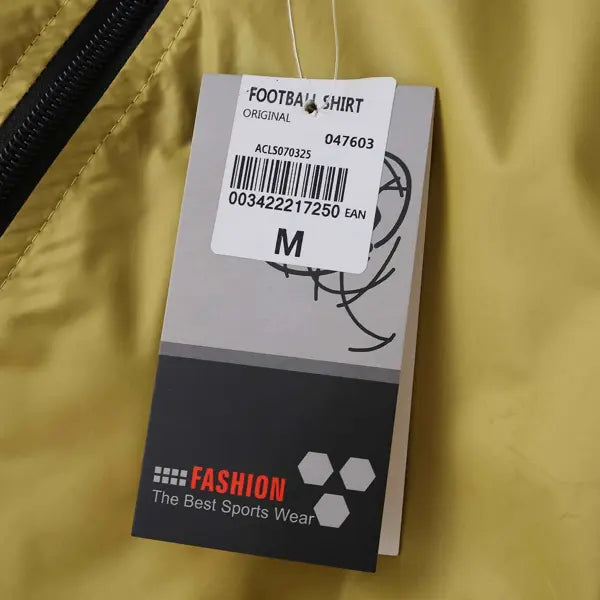 FOOTBALL SHIRT
ORIGINAL
047603
ACLS070325
003422217250 EAN
M
FASHION
The Best Sports Wear